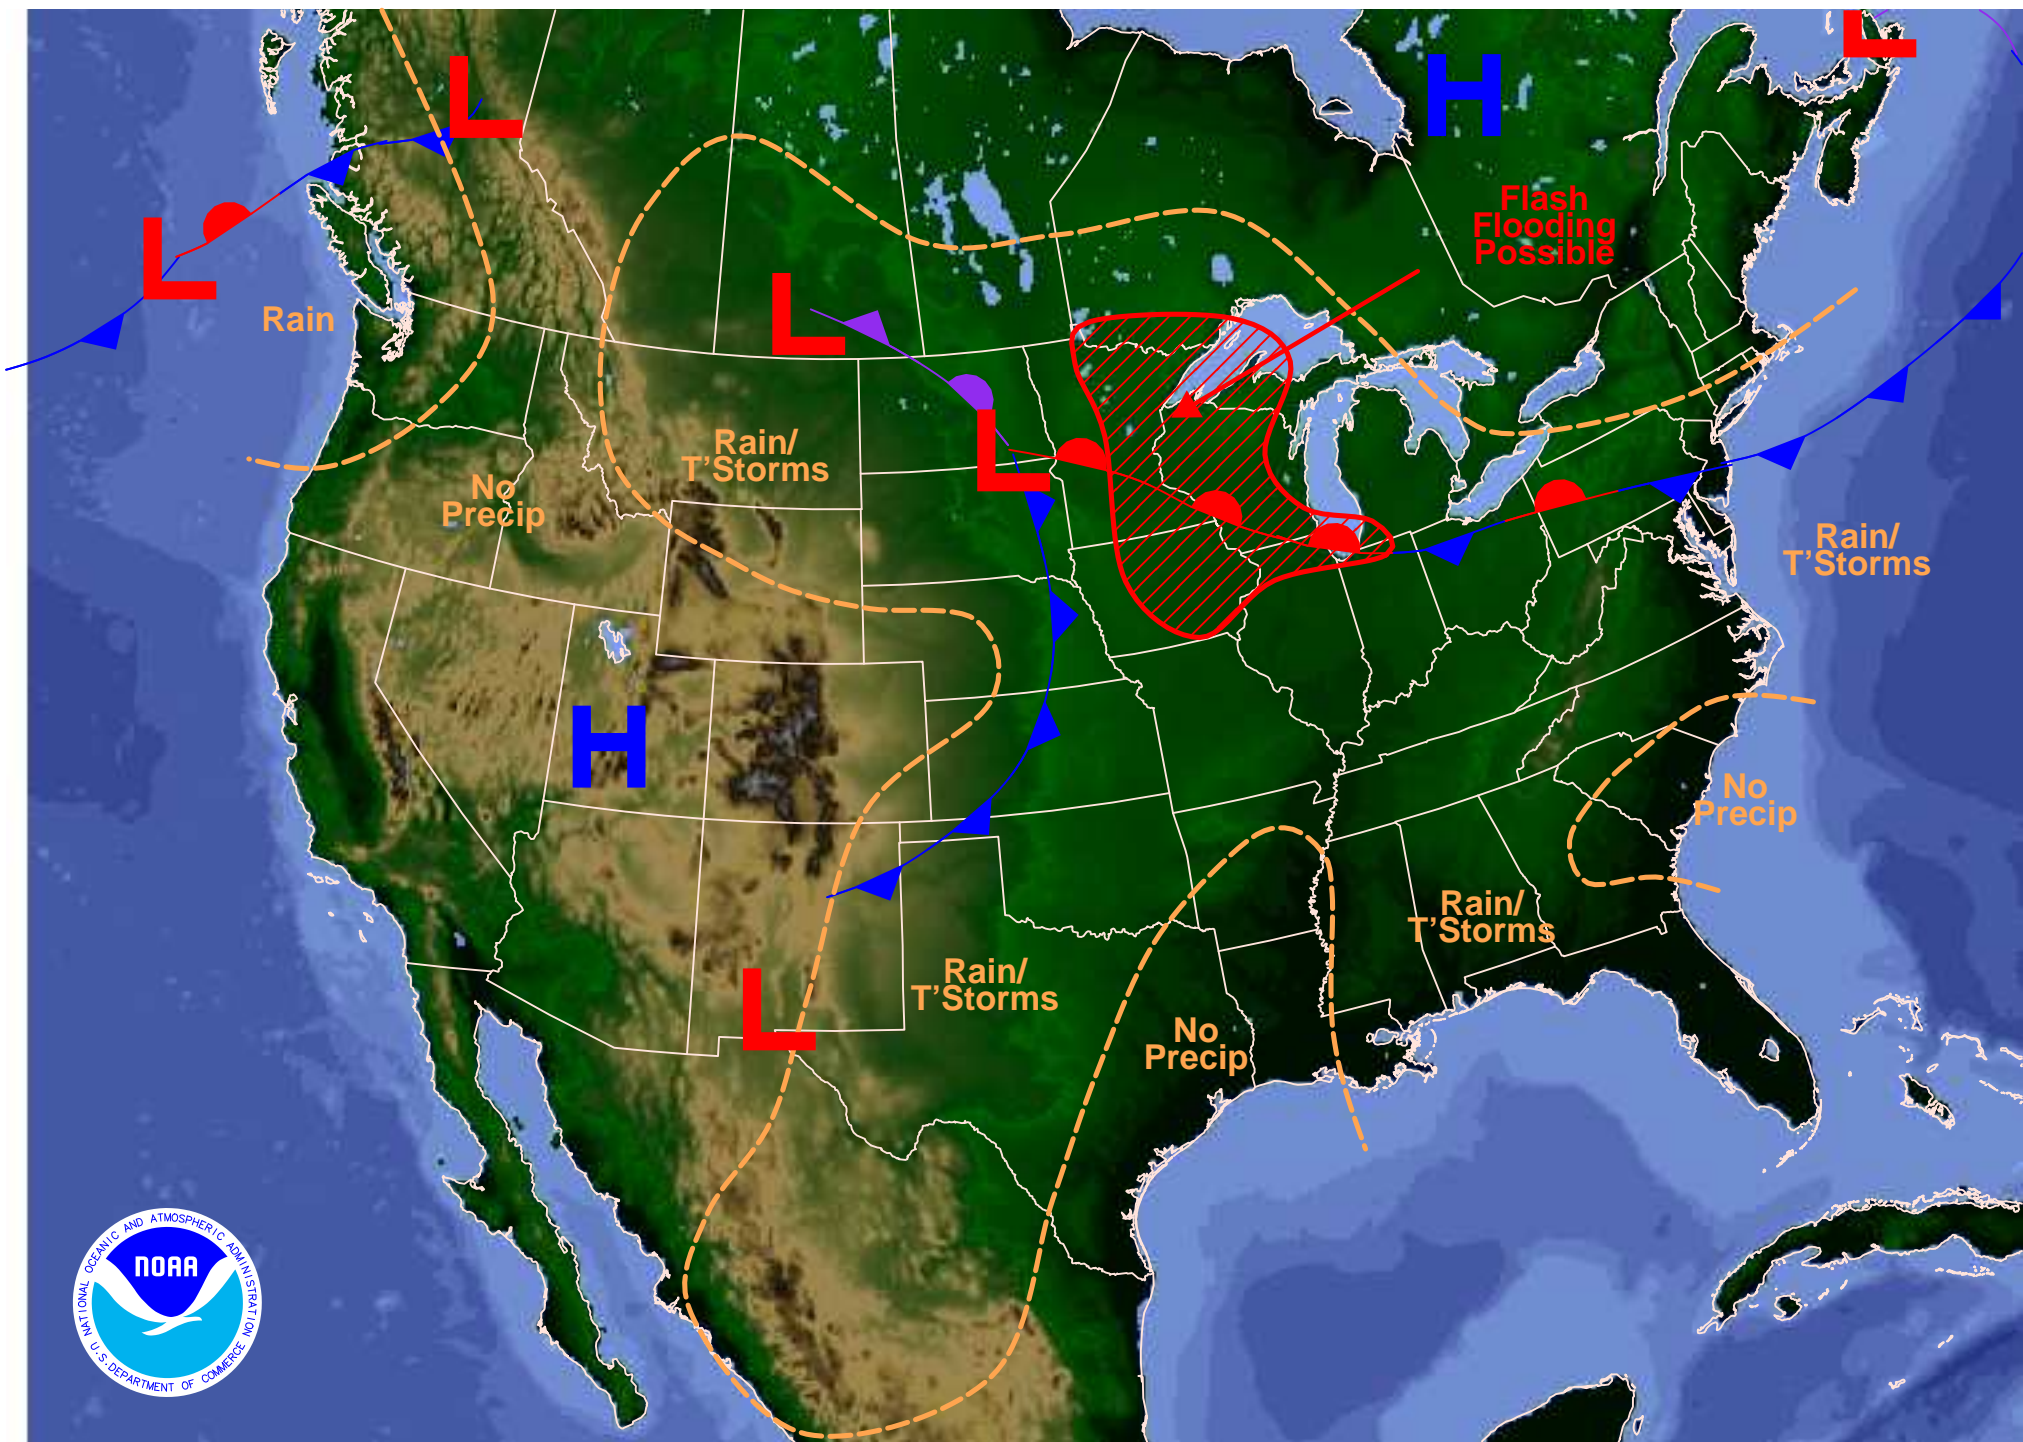 L
L
H
L
Flash
Flooding
Possible
L
Rain
L
Rain/
T'Storms
L
No
Precip
Rain/
T'Storms
H
No
Precip
Rain/
T'Storms
Rain/
T'Storms
L
No
Precip
NATIONAL OCEANIC AND ATMOSPHERIC ADMINISTRATION
NOAA
U.S. DEPARTMENT OF COMMERCE